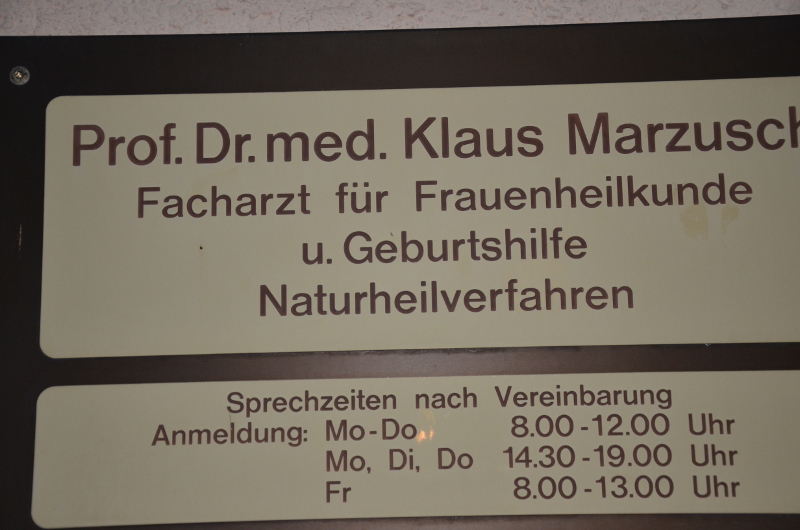 Prof. Dr. med. Klaus Marzusch
Facharzt für Frauenheilkunde
u. Geburtshilfe
Naturheilverfahren
Sprechzeiten nach Vereinbarung
Anmeldung: Mo-Do 8.00-12.00 Uhr
Mo, Di, Do 14.30-19.00 Uhr
Fr 8.00-13.00 Uhr